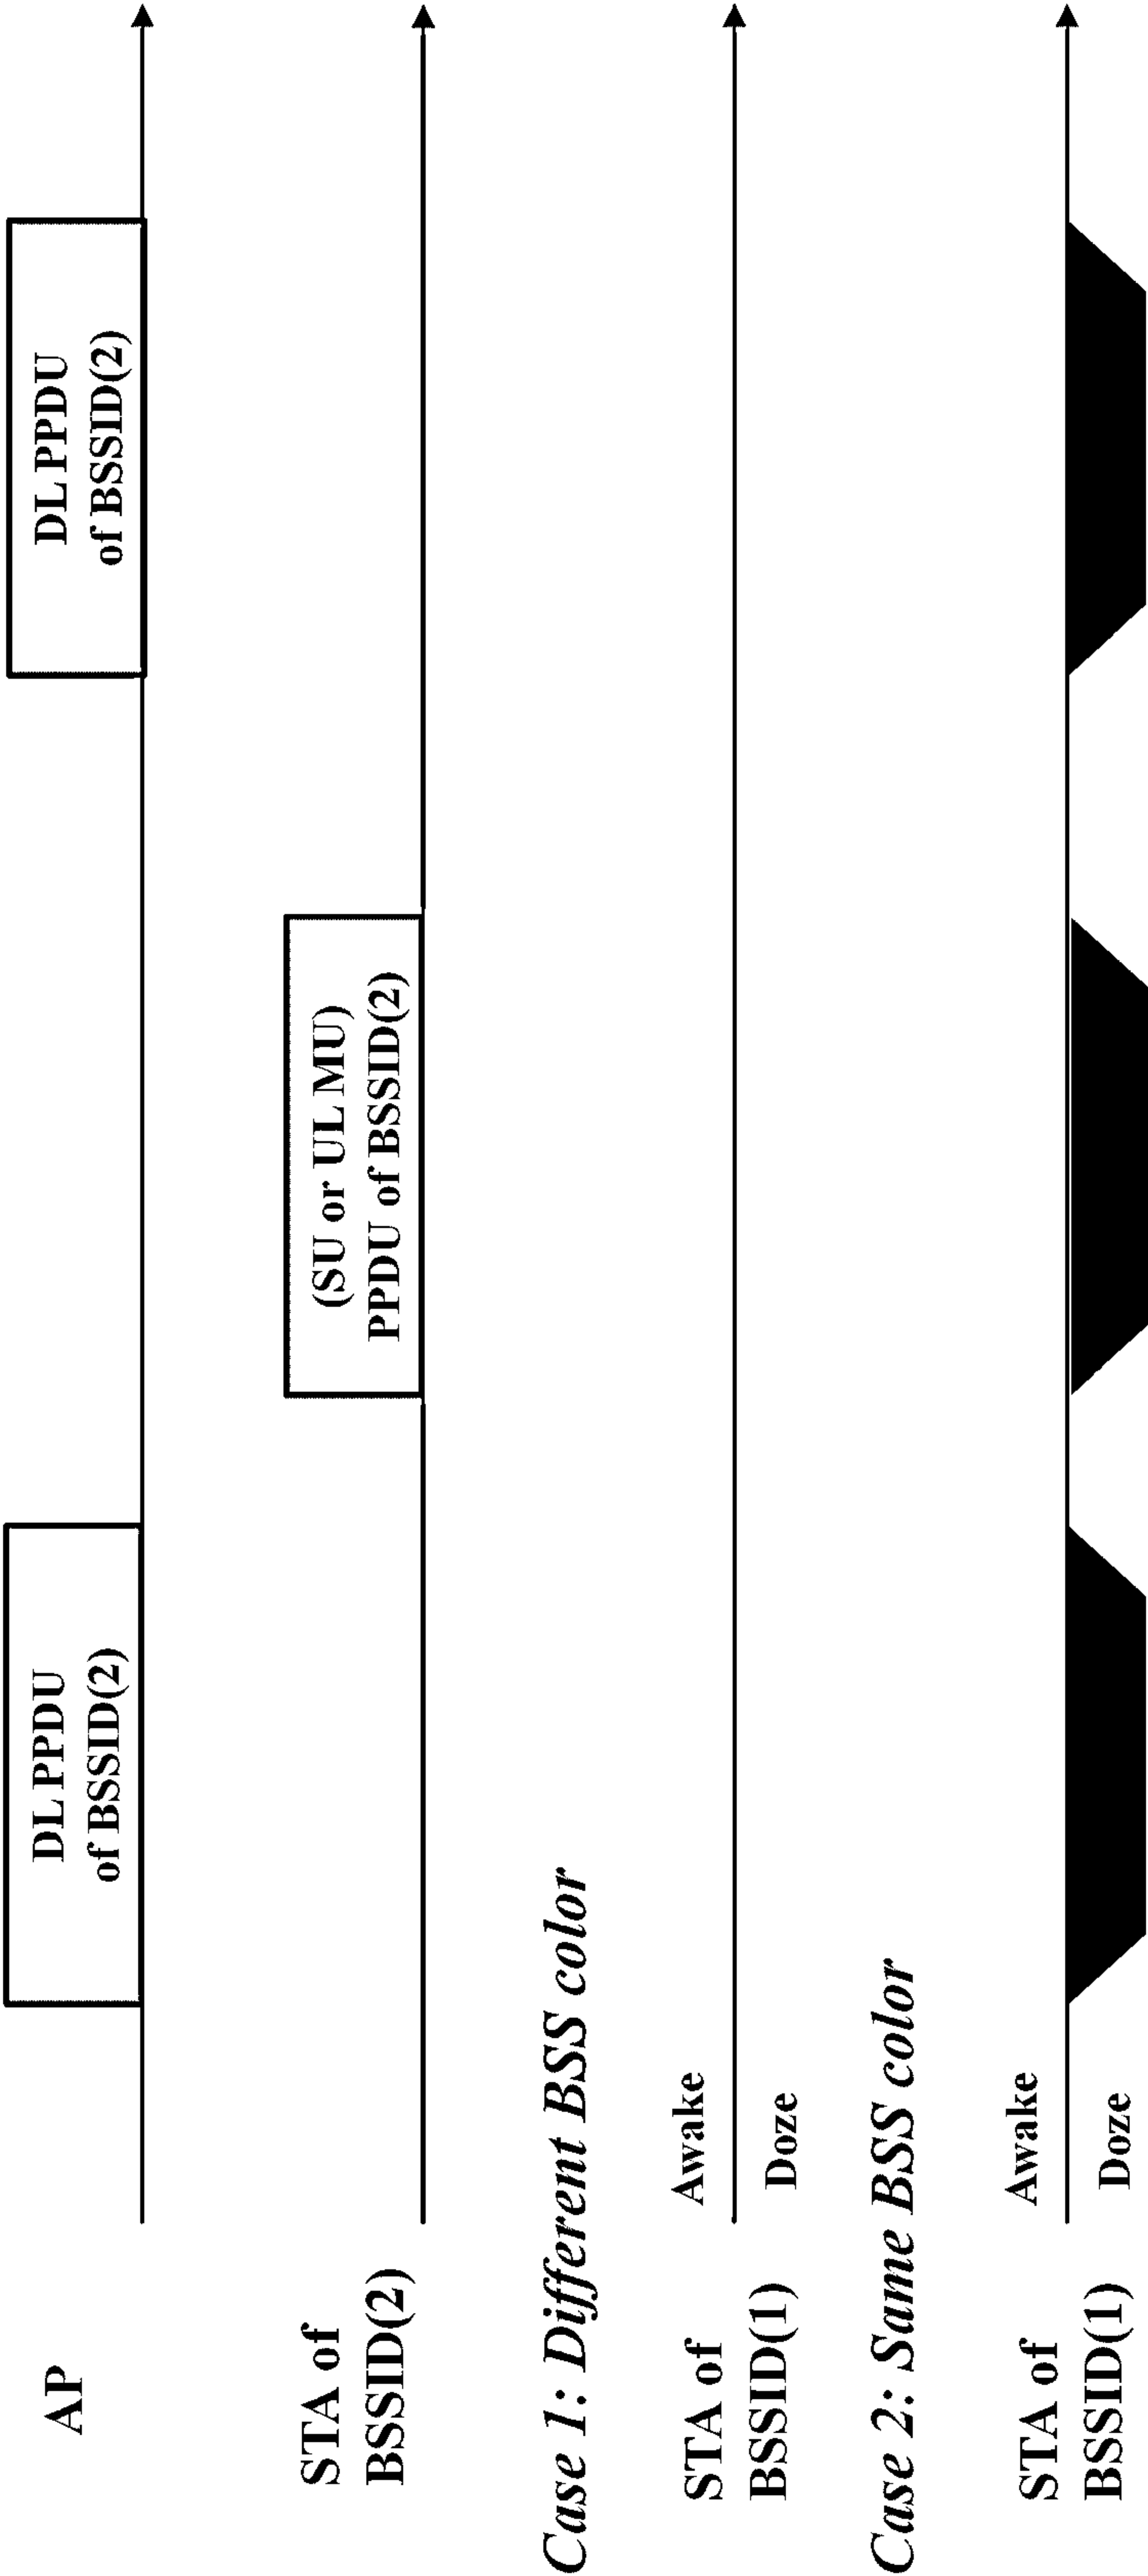 AP
DL PPDU
of BSSID(2)
DL PPDU
of BSSID(2)
STA of
BSSID(2)
(SU or UL MU)
PPDU of BSSID(2)
Case 1: Different BSS color
STA of
BSSID(1)
Awake
Doze
Case 2: Same BSS color
STA of
BSSID(1)
Awake
Doze